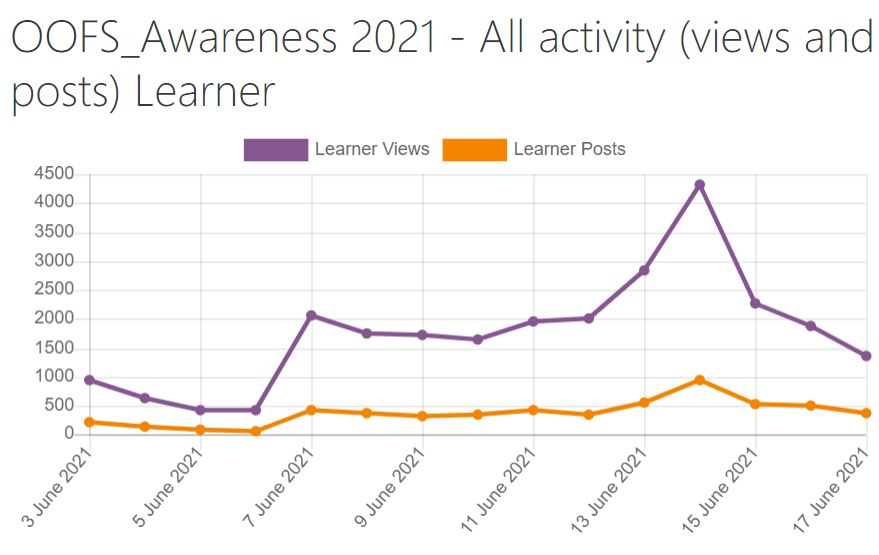 OOFS_Awareness 2021 - All activity (views and
posts) Learner
Learner Views Learner Posts
4500
4000
3500
3000
2500
2000
1500
1000
500
0
3 June 2021
5 June 2021
7 June 2021
9 June 2021
11 June 2021
13 June 2021
15 June 2021
17 June 2021